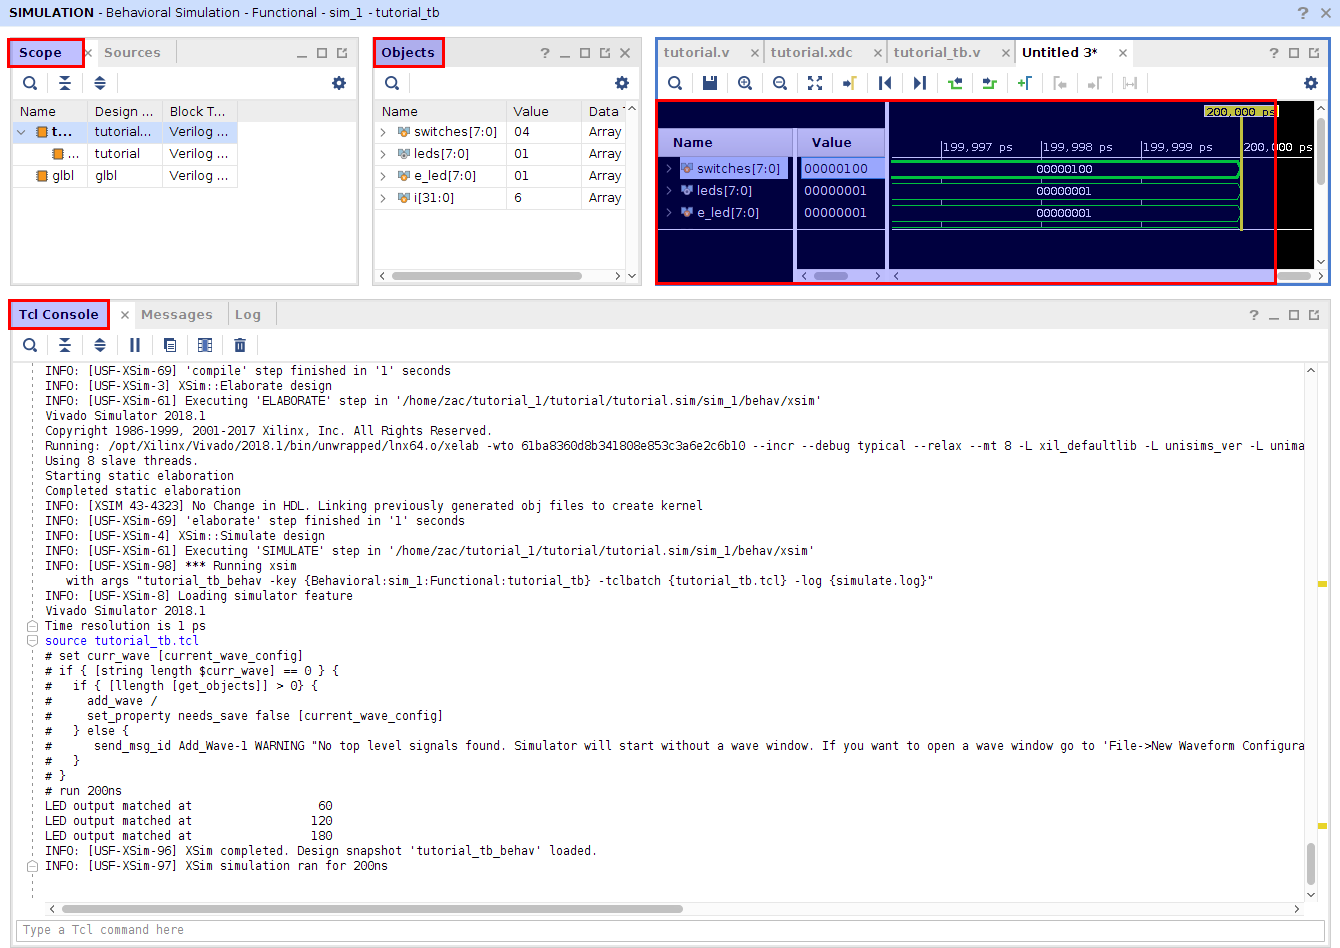 SIMULATION - Behavioral Simulation - Functional - sim_1 - tutorial_tb
Scope
Sources
Name Design ... Block T...
t... tutorial... Verilog ...
... tutorial Verilog ...
glbl glbl Verilog ...
Objects
Name Value Data T
switches[7:0] 04 Array
leds[7:0] 01 Array
e_led[7:0] 01 Array
i[31:0] 6 Array
tutorial.v tutorial.xdc tutorial_tb.v Untitled 3*
200,000 ps
Name Value 199,997 ps 199,998 ps 199,999 ps 200,000 ps
switches[7:0] 00000100 00000100
leds[7:0] 00000001 00000001
e_led[7:0] 00000001 00000001
Tcl Console Messages Log
INFO: [USF-XSim-69] 'compile' step finished in '1' seconds
INFO: [USF-XSim-3] XSim::Elaborate design
INFO: [USF-XSim-61] Executing 'ELABORATE' step in '/home/zac/tutorial_1/tutorial/tutorial.sim/sim_1/behav/xsim'
Vivado Simulator 2018.1
Copyright 1986-1999, 2001-2017 Xilinx, Inc. All Rights Reserved.
Running: /opt/Xilinx/Vivado/2018.1/bin/unwrapped/lnx64.o/xelab -wto 61ba8360d8b341808e853c3a6e2c6b10 --incr --debug typical --relax --mt 8 -L xil_defaultlib -L unisims_ver -L unima
Using 8 slave threads.
Starting static elaboration
Completed static elaboration
INFO: [XSIM 43-4323] No Change in HDL. Linking previously generated obj files to create kernel
INFO: [USF-XSim-69] 'elaborate' step finished in '1' seconds
INFO: [USF-XSim-4] XSim::Simulate design
INFO: [USF-XSim-61] Executing 'SIMULATE' step in '/home/zac/tutorial_1/tutorial/tutorial.sim/sim_1/behav/xsim'
INFO: [USF-XSim-98] *** Running xsim
with args "tutorial_tb_behav -key {Behavioral:sim_1:Functional:tutorial_tb} -tclbatch {tutorial_tb.tcl} -log {simulate.log}"
INFO: [USF-XSim-8] Loading simulator feature
Vivado Simulator 2018.1
Time resolution is 1 ps
source tutorial_tb.tcl
# set curr_wave [current_wave_config]
# if { [string length $curr_wave] == 0 } {
#   if { [llength [get_objects]] > 0} {
#     add_wave /
#     set_property needs_save false [current_wave_config]
#   } else {
#      send_msg_id Add_Wave-1 WARNING "No top level signals found. Simulator will start without a wave window. If you want to open a wave window go to 'File->New Waveform Configura
#   }
# }
# run 200ns
LED output matched at 60
LED output matched at 120
LED output matched at 180
INFO: [USF-XSim-96] XSim completed. Design snapshot 'tutorial_tb_behav' loaded.
INFO: [USF-XSim-97] XSim simulation ran for 200ns
Type a Tcl command here